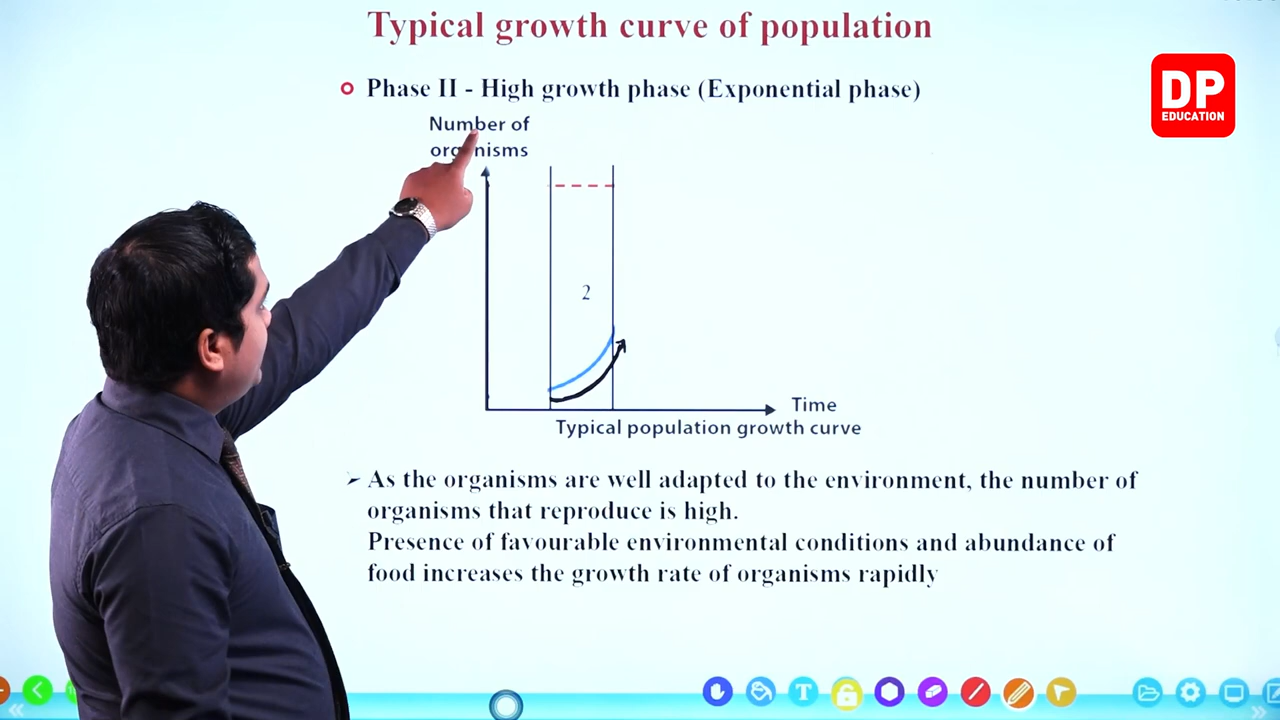 Typical growth curve of population
Phase II - High growth phase (Exponential phase)
DP
EDUCATION
Number of
organisms
2
Time
Typical population growth curve
As the organisms are well adapted to the environment, the number of
organisms that reproduce is high.
Presence of favourable environmental conditions and abundance of
food increases the growth rate of organisms rapidly
T